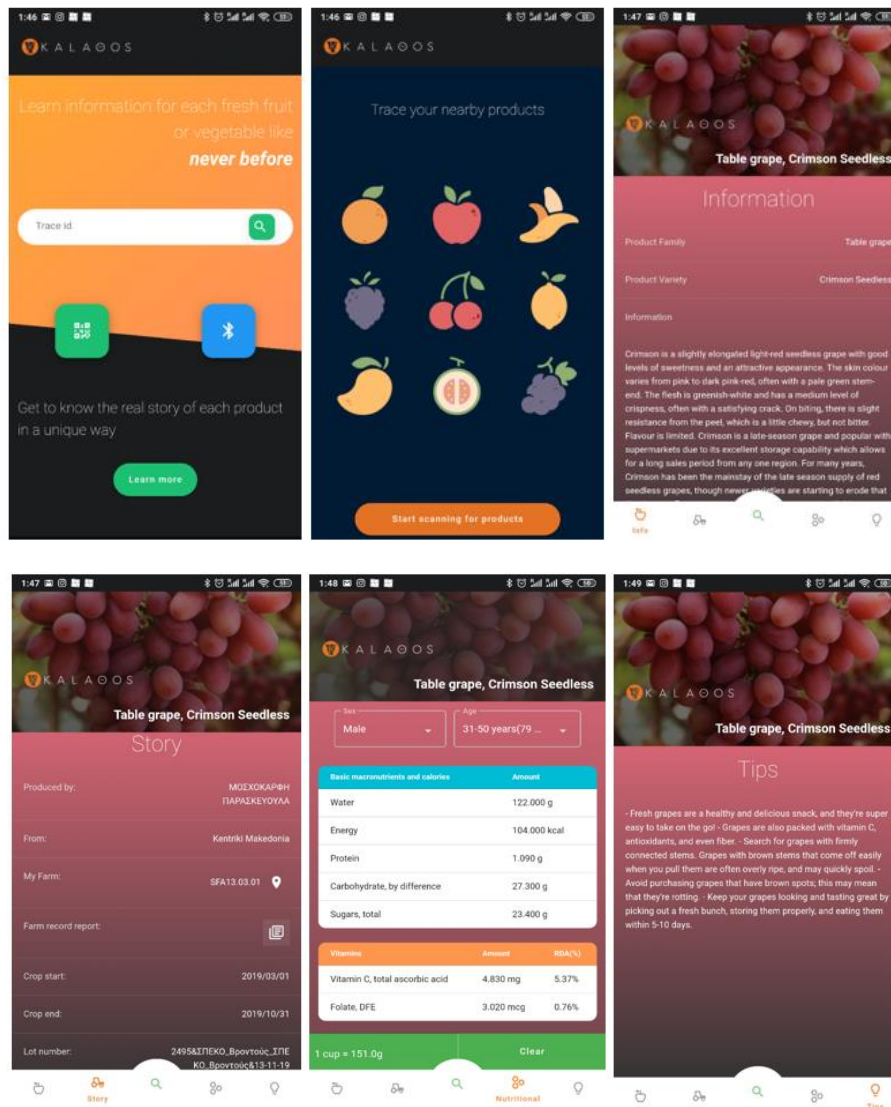 1:46
KALAΘOS
Learn information for each fresh fruit
or vegetable like
never before
Trace id
Get to know the real story of each product
in a unique way
Learn more
1:46
KALAΘOS
Trace your nearby products
Start scanning for products
1:47
KALAΘOS
Table grape, Crimson Seedless
Information
Product Family Table grape
Product Variety Crimson Seedless
Information
Crimson is a slightly elongated light-red seedless grape with good
levels of sweetness and an attractive appearance. The skin colour
varies from pink to dark pink-red, often with a pale green stem-
end. The flesh is greenish-white and has a medium level of
crispness, often with a satisfying crack. On biting, there is slight
resistance from the peel, which is a little chewy, but not bitter.
Flavour is limited. Crimson is a late-season grape and popular with
supermarkets due to its excellent storage capability which allows
for a long sales period from any one region. For many years,
Crimson has been the mainstay of the late season supply of red
seedless grapes, though newer varieties are starting to erode that
Info
1:47
KALAΘOS
Table grape, Crimson Seedless
Story
Produced by: ΜΟΣΧΟΚΑΡΦΗ
ΠΑΡΑΣΚΕΥΟΥΛΑ
From: Kentriki Makedonia
My Farm: SFA13.03.01
Farm record report:
Crop start: 2019/03/01
Crop end: 2019/10/31
Lot number: 2495&ΣΠΕΚΟ_Βροντούς_ΣΠΕ
ΚΟ_Βροντούς&13-11-19
Story
1:48
KALAΘOS
Table grape, Crimson Seedless
Sex Age
Male 31-50 years(79 ...
Basic macronutrients and calories Amount
Water 122.000 g
Energy 104.000 kcal
Protein 1.090 g
Carbohydrate, by difference 27.300 g
Sugars, total 23.400 g
Vitamins Amount RDA(%)
Vitamin C, total ascorbic acid 4.830 mg 5.37%
Folate, DFE 3.020 mcg 0.76%
1 cup = 151.0g Clear
Nutritional
1:49
KALAΘOS
Table grape, Crimson Seedless
Tips
- Fresh grapes are a healthy and delicious snack, and they're super
easy to take on the go! - Grapes are also packed with vitamin C,
antioxidants, and even fiber. - Search for grapes with firmly
connected stems. Grapes with brown stems that come off easily
when you pull them are often overly ripe, and may quickly spoil. -
Avoid purchasing grapes that have brown spots; this may mean
that they're rotting. - Keep your grapes looking and tasting great by
picking out a fresh bunch, storing them properly, and eating them
within 5-10 days.
Tips